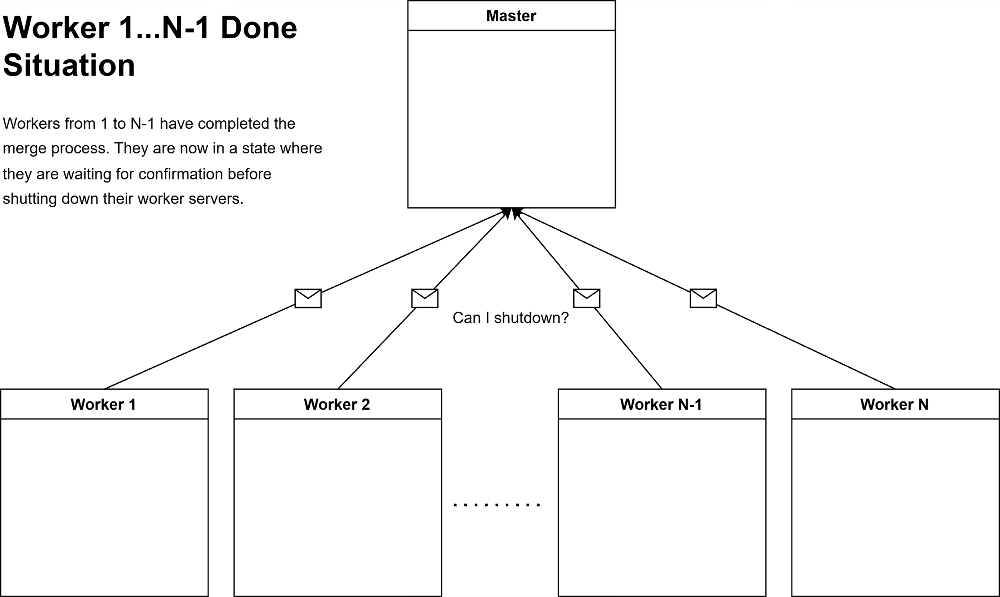 Worker 1...N-1 Done
Situation
Workers from 1 to N-1 have completed the
merge process. They are now in a state where
they are waiting for confirmation before
shutting down their worker servers.
Master
Can I shutdown?
Worker 1
Worker 2
Worker N-1
Worker N
.........